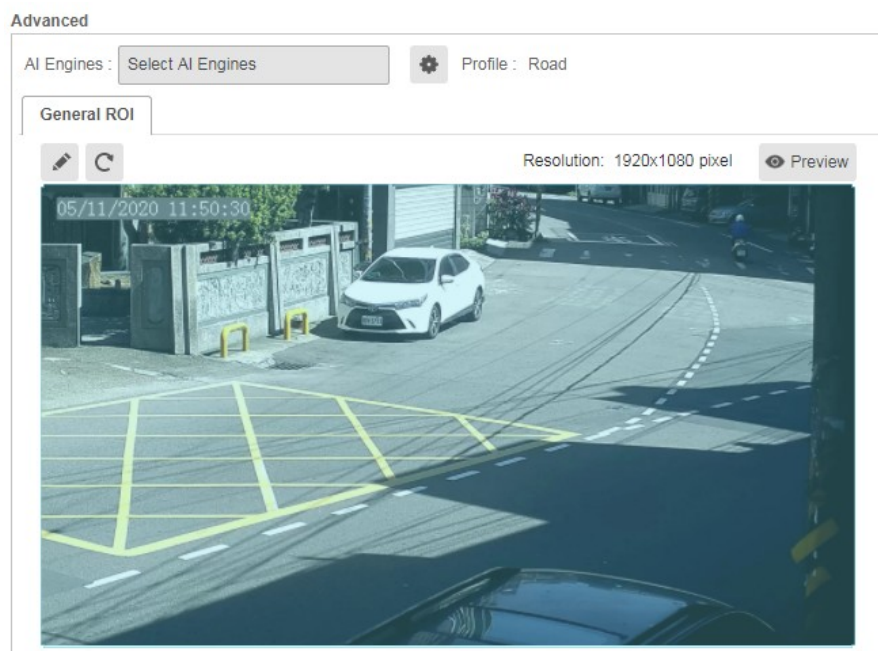 Advanced
AI Engines : Select AI Engines Profile : Road
General ROI
Resolution: 1920x1080 pixel Preview
05/11/2020 11:50:30